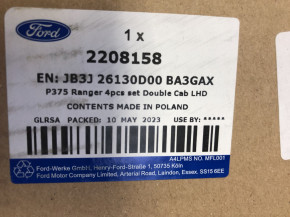 Ford
1 x
2208158
EN: JB3J 26130D00 BA3GAX
P375 Ranger 4pcs set Double Cab LHD
CONTENTS MADE IN POLAND
GLRSA PACKED: 10 MAY 2023 USE BY: *****
A4LPMS NO. MFL001
Ford-Werke GmbH, Henry-Ford-Straße 1, 50735 Köln
Ford Motor Company Limited, Arterial Road, Laindon, Essex, SS15 6EE